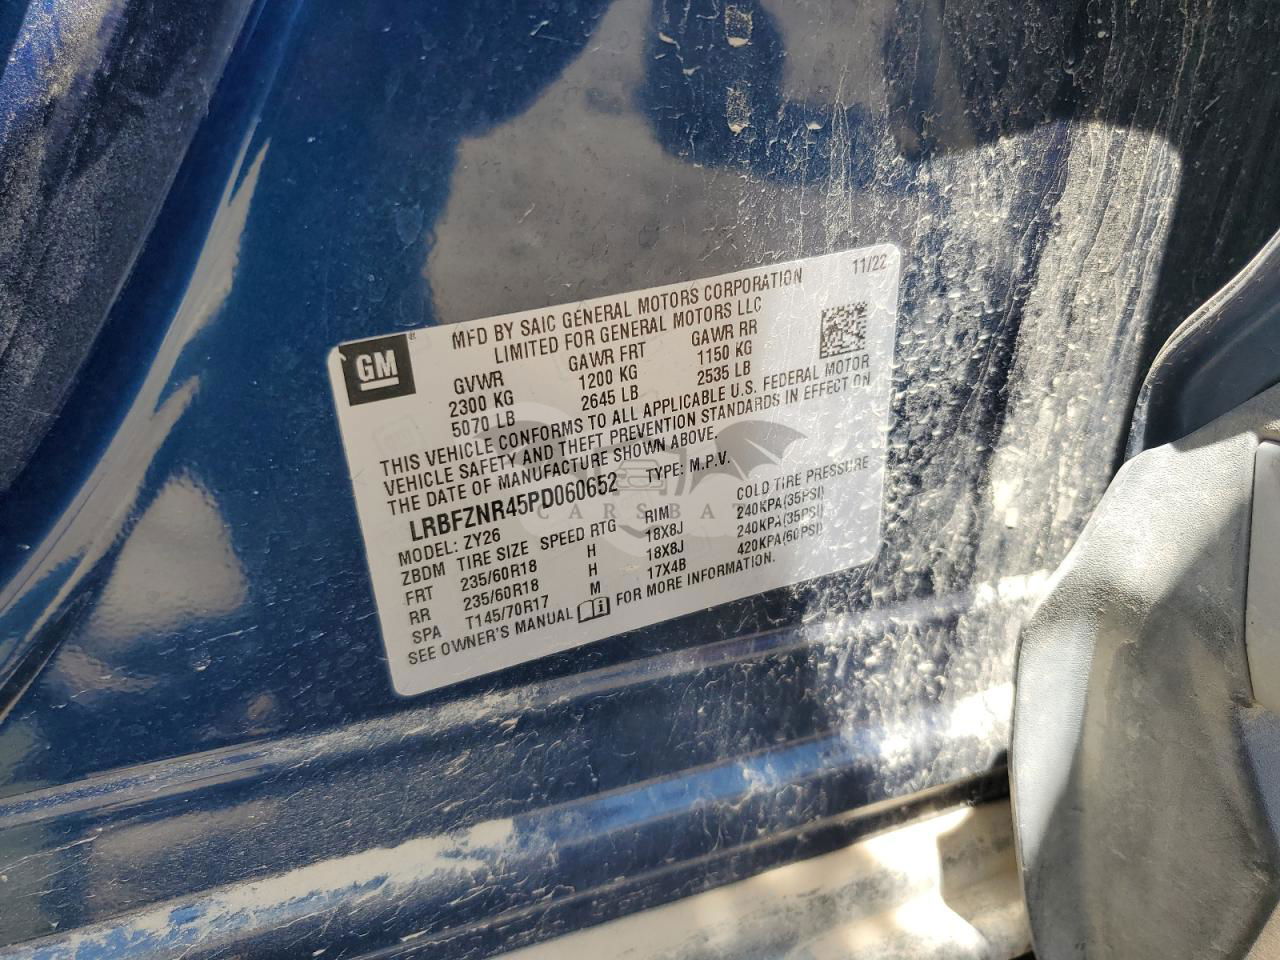 GM
MFD BY SAIC GENERAL MOTORS CORPORATION 11/22
LIMITED FOR GENERAL MOTORS LLC
GVWR GAWR FRT GAWR RR
2300 KG 1200 KG 1150 KG
5070 LB 2645 LB 2535 LB
THIS VEHICLE CONFORMS TO ALL APPLICABLE U.S. FEDERAL MOTOR
VEHICLE SAFETY AND THEFT PREVENTION STANDARDS IN EFFECT ON
THE DATE OF MANUFACTURE SHOWN ABOVE.
LRBFZNR45PD060652 TYPE: M.P.V.
MODEL: ZY26
ZBDM TIRE SIZE SPEED RTG RIM COLD TIRE PRESSURE
FRT 235/60R18 H 18X8J 240KPA(35PSI)
RR 235/60R18 H 18X8J 240KPA(35PSI)
SPA T145/70R17 M 17X4B 420KPA(60PSI)
SEE OWNER'S MANUAL FOR MORE INFORMATION.
CARSBAT